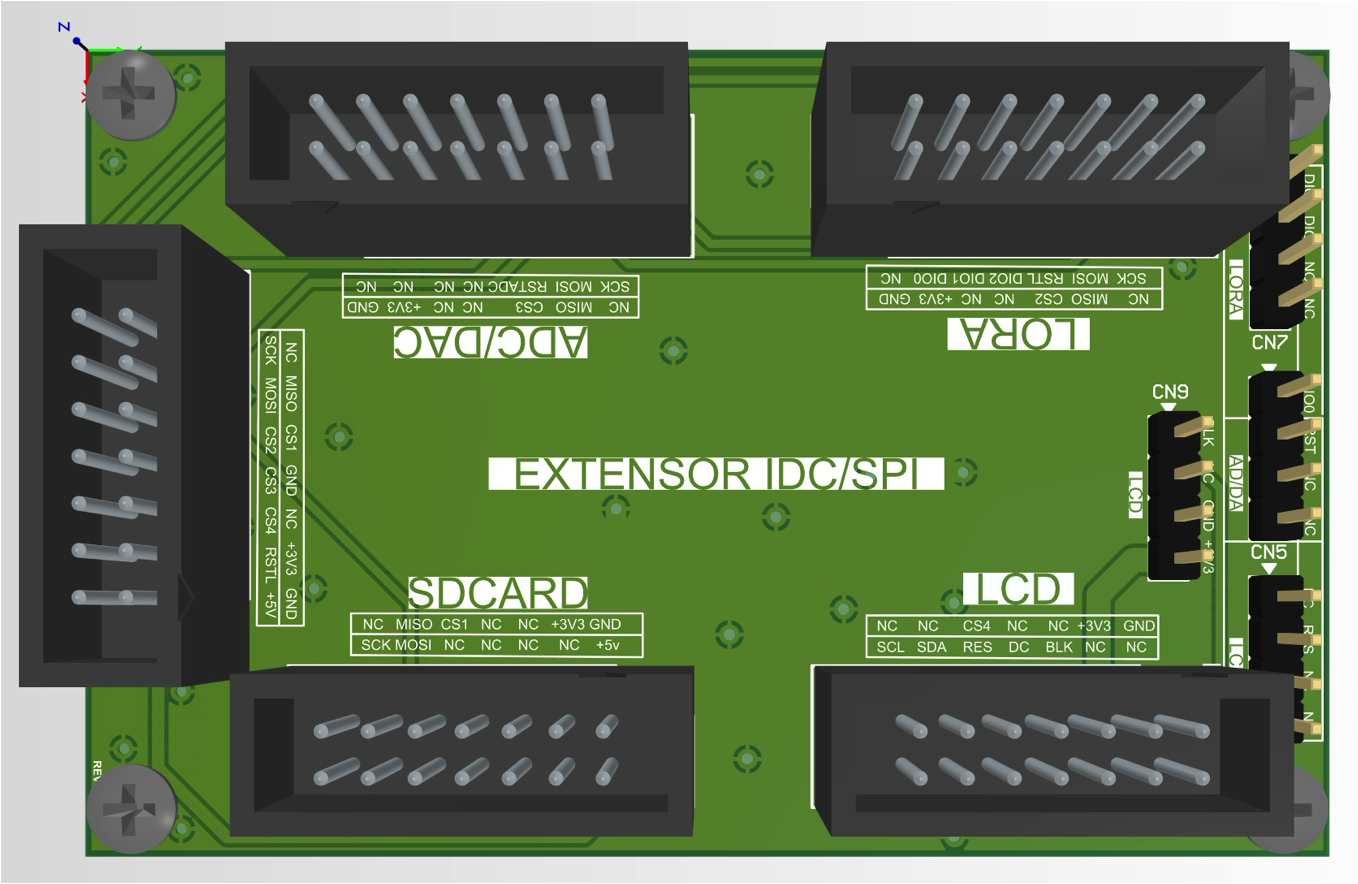 Z
X
ADC/DAC
NC MISO CS3 NC NC +3V3 GND
SCK MOSI RSTADC NC NC NC NC
LORA
NC MISO CS2 NC NC +3V3 GND
SCK MOSI RSTL DIO2 DIO1 DIO0 NC
NC MISO CS1 GND NC +3V3 GND
SCK MOSI CS2 CS3 CS4 RSTL +5V
EXTENSOR IDC/SPI
SDCARD
NC MISO CS1 NC NC +3V3 GND
SCK MOSI NC NC NC NC +5v
LCD
NC NC CS4 NC NC +3V3 GND
SCL SDA RES DC BLK NC NC
CN9
LCD
LORA
NC NC
CN7
AD/DA
NC
CN5